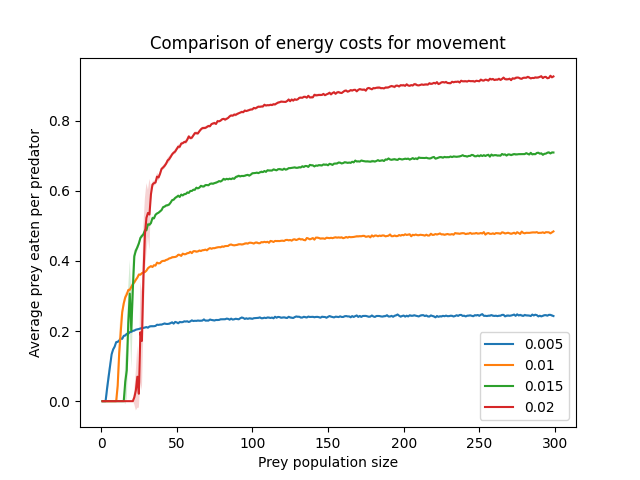 Comparison of energy costs for movement
Average prey eaten per predator
0.8
0.6
0.4
0.2
0.0
0.005
0.01
0.015
0.02
0 50 100 150 200 250 300
Prey population size